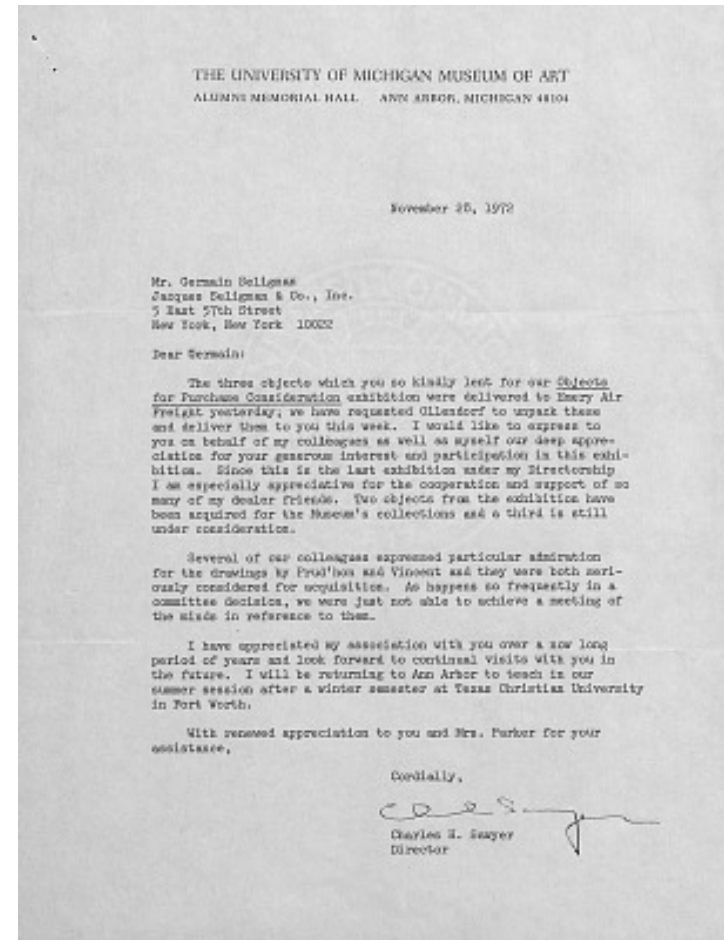 THE UNIVERSITY OF MICHIGAN MUSEUM OF ART
ALUMNI MEMORIAL HALL ANN ARBOR, MICHIGAN 48104
November 28, 1972
Mr. Germain Seligman
Jacques Seligman & Co., Inc.
5 East 57th Street
New York, New York 10022
Dear Germain:
The three objects which you so kindly lent for our Objects
for Purchase Consideration exhibition were delivered to Emery Air
Freight yesterday; we have requested Ollendorf to unpack these
and deliver them to you this week. I would like to express to
you on behalf of my colleagues as well as myself our deep appre-
ciation for your generous interest and participation in this exhi-
bition. Since this is the last exhibition under my Directorship
I am especially appreciative for the cooperation and support of so
many of my dealer friends. Two objects from the exhibition have
been acquired for the Museum's collections and a third is still
under consideration.
Several of our colleagues expressed particular admiration
for the drawings by Prud'hon and Vincent and they were both seri-
ously considered for acquisition. As happens so frequently in a
committee decision, we were just not able to achieve a meeting of
the minds in reference to them.
I have appreciated my association with you over a now long
period of years and look forward to continual visits with you in
the future. I will be returning to Ann Arbor to teach in our
summer session after a winter semester at Texas Christian University
in Fort Worth.
With renewed appreciation to you and Mrs. Parker for your
assistance,
Cordially,
Charles H. Sawyer
Director